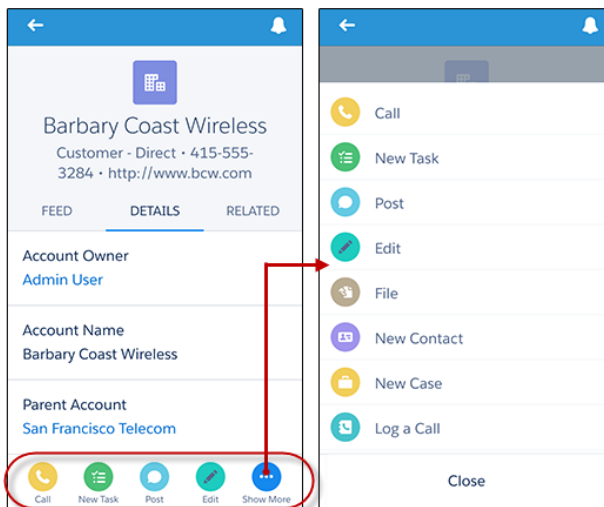 Barbary Coast Wireless
Customer - Direct • 415-555-
3284 • http://www.bcw.com
FEED DETAILS RELATED
Account Owner
Admin User
Account Name
Barbary Coast Wireless
Parent Account
San Francisco Telecom
Call New Task Post Edit Show More
Call
New Task
Post
Edit
File
New Contact
New Case
Log a Call
Close